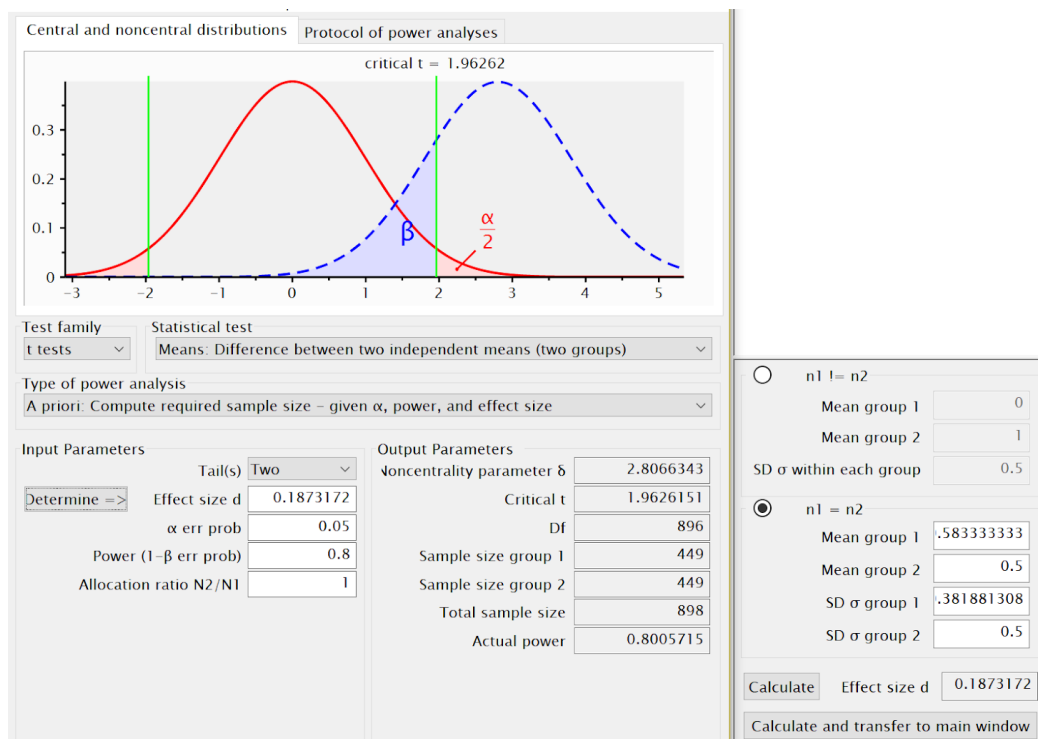 Central and noncentral distributions
Protocol of power analyses
critical t = 1.96262
0.3
0.2
0.1
0
β
α
2
-3 -2 -1 0 1 2 3 4 5
Test family
Statistical test
t tests
Means: Difference between two independent means (two groups)
Type of power analysis
A priori: Compute required sample size – given α, power, and effect size
Input Parameters
Tail(s) Two
Determine => Effect size d 0.1873172
α err prob 0.05
Power (1-β err prob) 0.8
Allocation ratio N2/N1 1
Output Parameters
Noncentrality parameter δ 2.8066343
Critical t 1.9626151
Df 896
Sample size group 1 449
Sample size group 2 449
Total sample size 898
Actual power 0.8005715
n1 != n2
Mean group 1 0
Mean group 2 1
SD σ within each group 0.5
n1 = n2
Mean group 1 .583333333
Mean group 2 0.5
SD σ group 1 .381881308
SD σ group 2 0.5
Calculate Effect size d 0.1873172
Calculate and transfer to main window